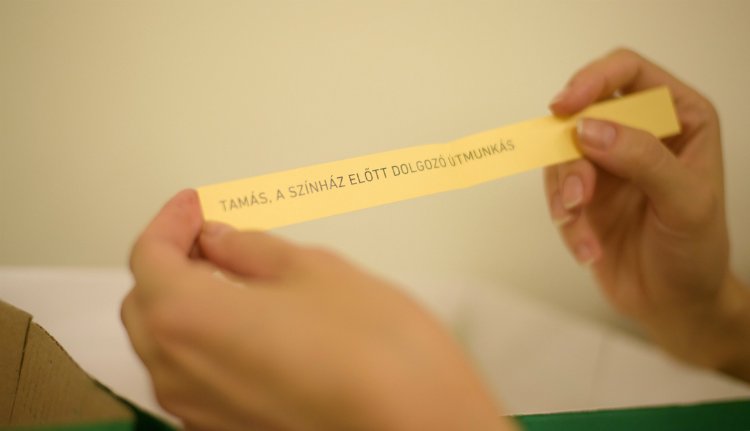 TAMÁS. A SZÍNHÁZ ELŐTT DOLGOZÓ ÚTMUNKÁS